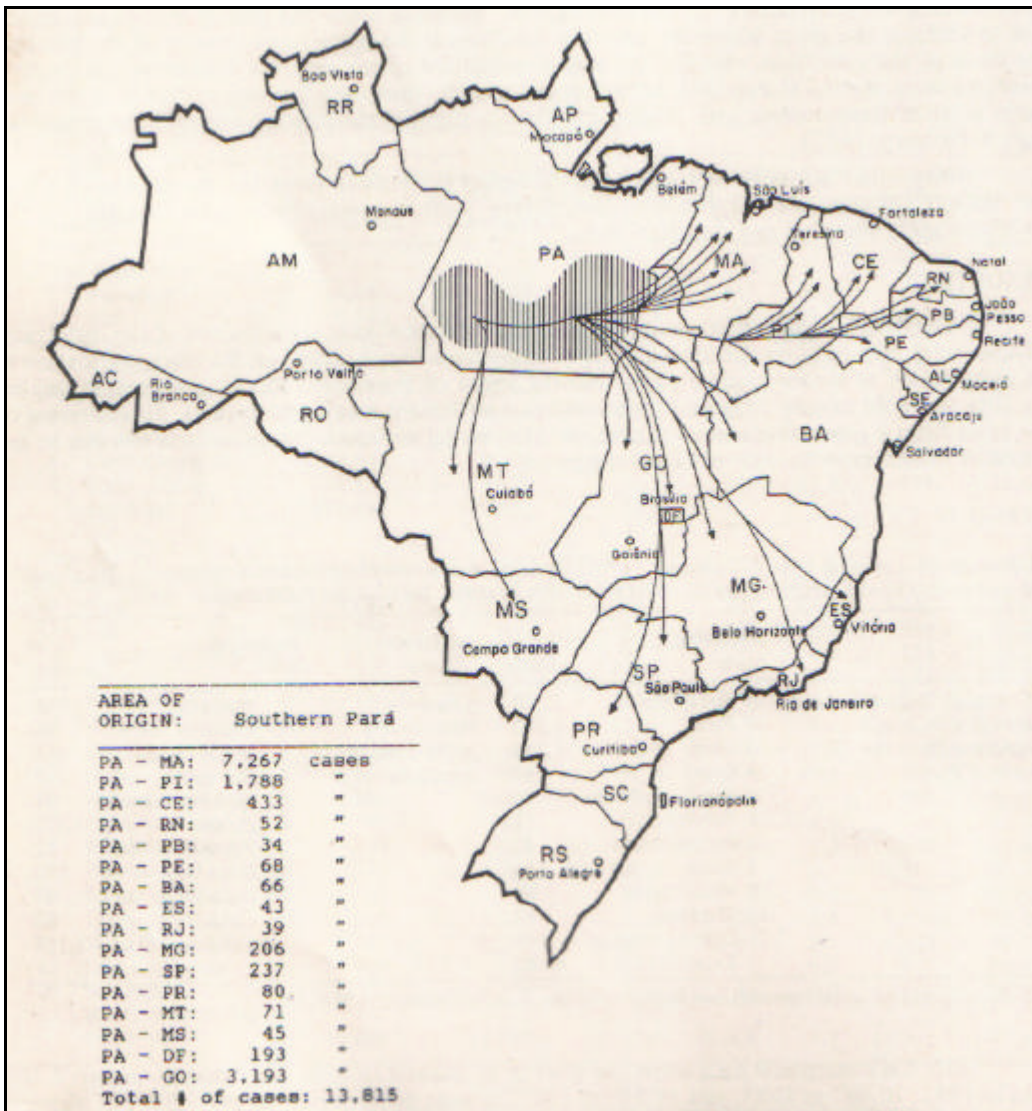 Boa Vista
RR
AP
Macapá
Belém
São Luís
Fortaleza
Manaus
Teresina
AM
PA
MA
CE
Natal
RN
João
Pessoa
PB
PI
Recife
PE
Porto Velho
AC
Rio
Branco
AL
Maceió
SE
Aracaju
RO
BA
Salvador
MT
GO
Cuiabá
Brasília
DF
Goiânia
MG
MS
ES
Belo Horizonte
Vitória
Campo Grande
SP
São Paulo
RJ
Rio de Janeiro
PR
Curitiba
SC
Florianópolis
RS
Porto Alegre
AREA OF
ORIGIN: Southern Pará
PA - MA: 7,267 cases
PA - PI: 1,788 "
PA - CE: 433 "
PA - RN: 52 "
PA - PB: 34 "
PA - PE: 68 "
PA - BA: 66 "
PA - ES: 43 "
PA - RJ: 39 "
PA - MG: 206 "
PA - SP: 237 "
PA - PR: 80 "
PA - MT: 71 "
PA - MS: 45 "
PA - DF: 193 "
PA - GO: 3,193 "
Total # of cases: 13,815